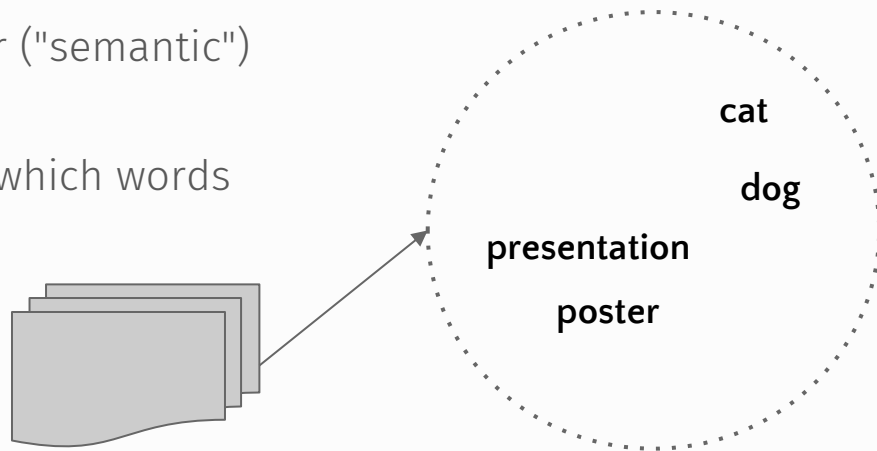 r ("semantic")
which words
cat
dog
presentation
poster